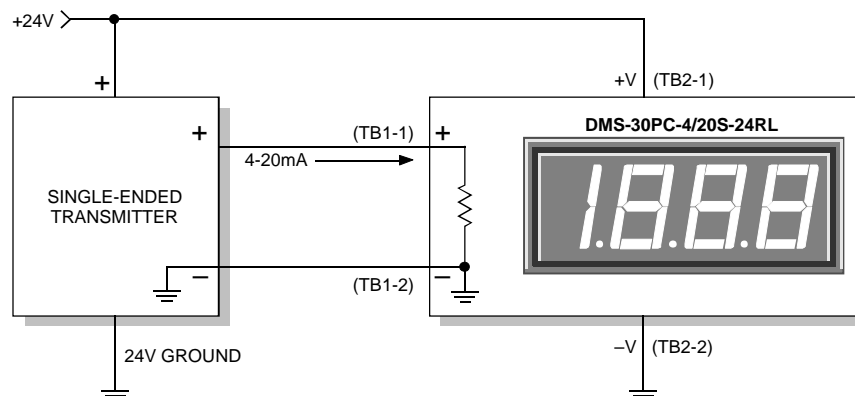 +24V
+
+V (TB2-1)
+
(TB1-1)
+
DMS-30PC-4/20S-24RL
4-20mA
1.8.8.8
SINGLE-ENDED
TRANSMITTER
–
(TB1-2)
–
24V GROUND
–V (TB2-2)